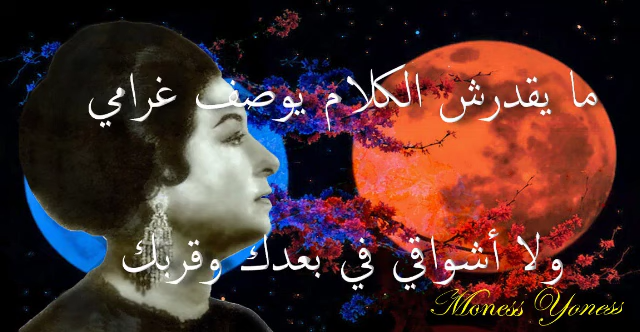 ما يقدرش الكلام يوصف غرامي
ولا أشواقي في بعدك وقربك
Moness Yoness